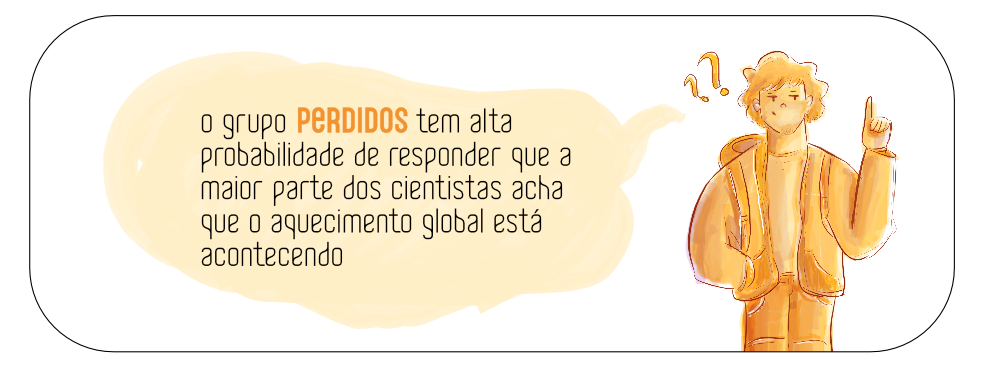 o grupo PERDIDOS tem alta
probabilidade de responder que a
maior parte dos cientistas acha
que o aquecimento global está
acontecendo
??